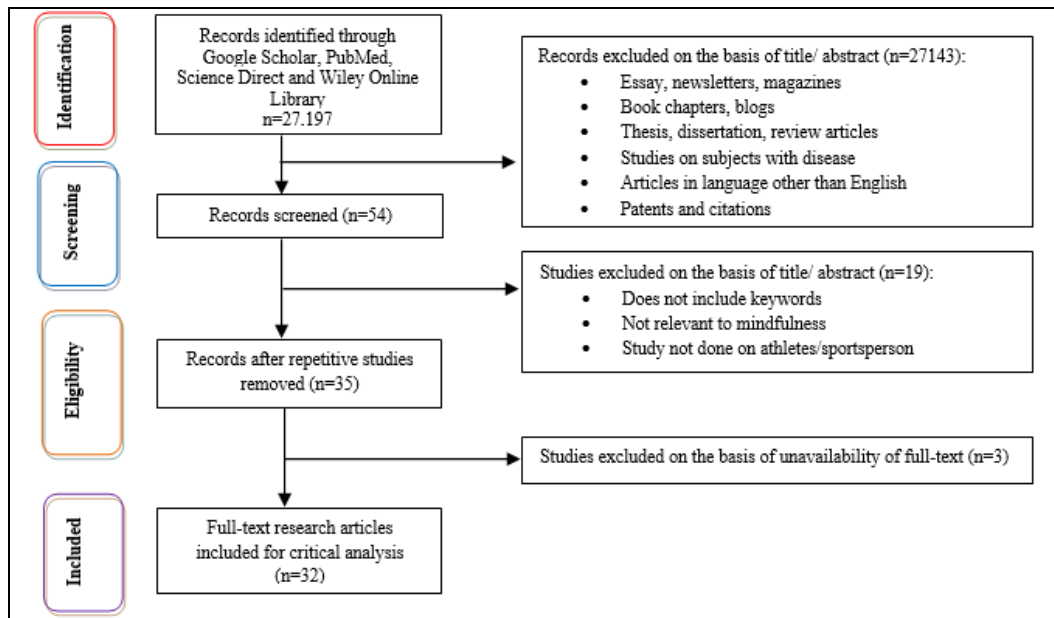 Identification
Records identified through
Google Scholar, PubMed,
Science Direct and Wiley Online
Library
n=27.197
Records excluded on the basis of title/ abstract (n=27143):
• Essay, newsletters, magazines
• Book chapters, blogs
• Thesis, dissertation, review articles
• Studies on subjects with disease
• Articles in language other than English
• Patents and citations
Screening
Records screened (n=54)
Studies excluded on the basis of title/ abstract (n=19):
• Does not include keywords
• Not relevant to mindfulness
• Study not done on athletes/sportsperson
Eligibility
Records after repetitive studies
removed (n=35)
Studies excluded on the basis of unavailability of full-text (n=3)
Included
Full-text research articles
included for critical analysis
(n=32)